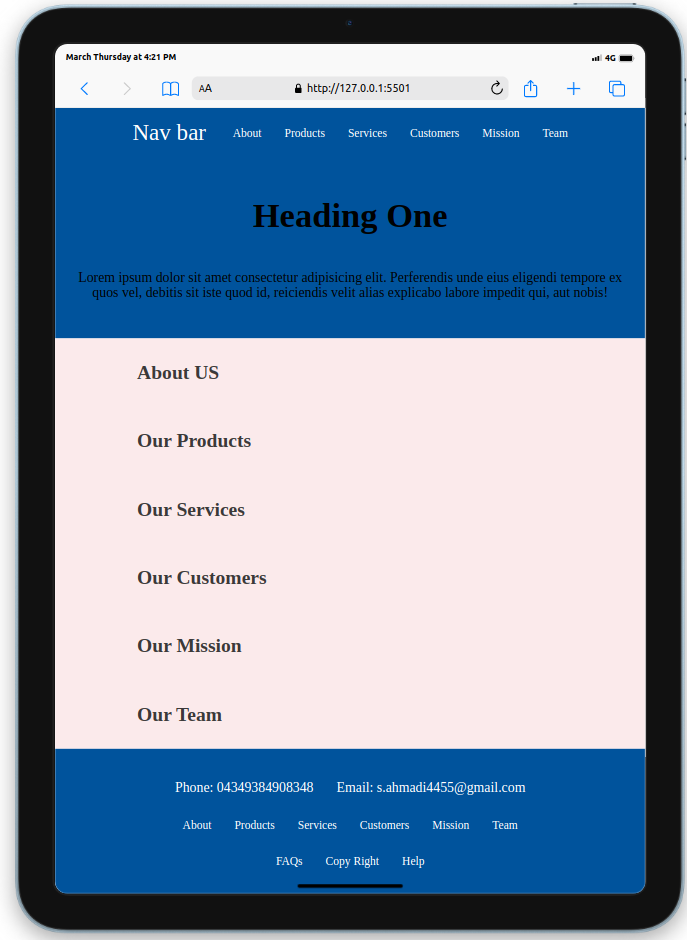 March Thursday at 4:21 PM 4G
AA http://127.0.0.1:5501
Nav bar About Products Services Customers Mission Team
Heading One
Lorem ipsum dolor sit amet consectetur adipisicing elit. Perferendis unde eius eligendi tempore ex
quos vel, debitis sit iste quod id, reiciendis velit alias explicabo labore impedit qui, aut nobis!
About US
Our Products
Our Services
Our Customers
Our Mission
Our Team
Phone: 04349384908348 Email: s.ahmadi4455@gmail.com
About Products Services Customers Mission Team
FAQs Copy Right Help